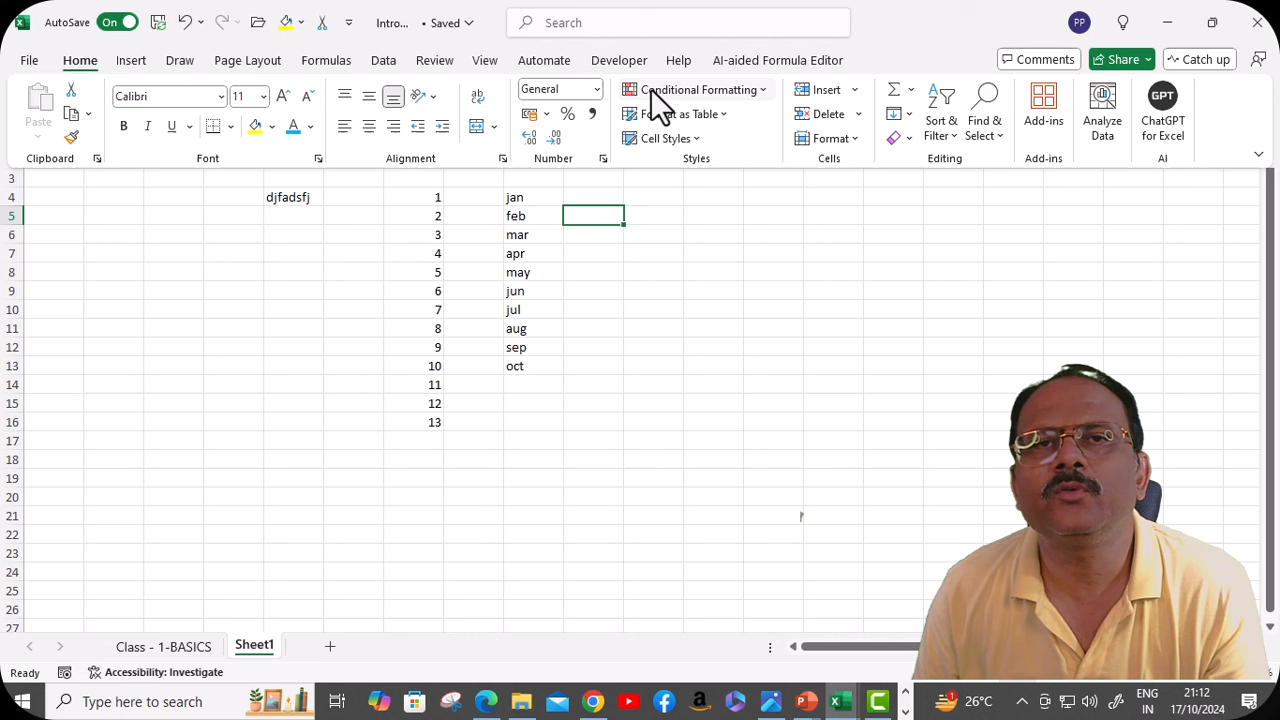 AutoSave On Intro... • Saved Search PP
File Home Insert Draw Page Layout Formulas Data Review View Automate Developer Help AI-aided Formula Editor Comments Share Catch up
Paste
Calibri 11
B I U
ab
General
% ,
Conditional Formatting
Format as Table
Cell Styles
Insert
Delete
Format
Sort & Filter
Find & Select
Add-ins
Analyze Data
GPT
ChatGPT for Excel
Clipboard Font Alignment Number Styles Cells Editing Add-ins AI
3
4 djfadsfj 1 jan
5 2 feb
6 3 mar
7 4 apr
8 5 may
9 6 jun
10 7 jul
11 8 aug
12 9 sep
13 10 oct
14 11
15 12
16 13
17
18
19
20
21
22
23
24
25
26
27
Class - 1-BASICS Sheet1
Ready Accessibility: Investigate
Type here to search 26°C ENG IN 21:12 17/10/2024